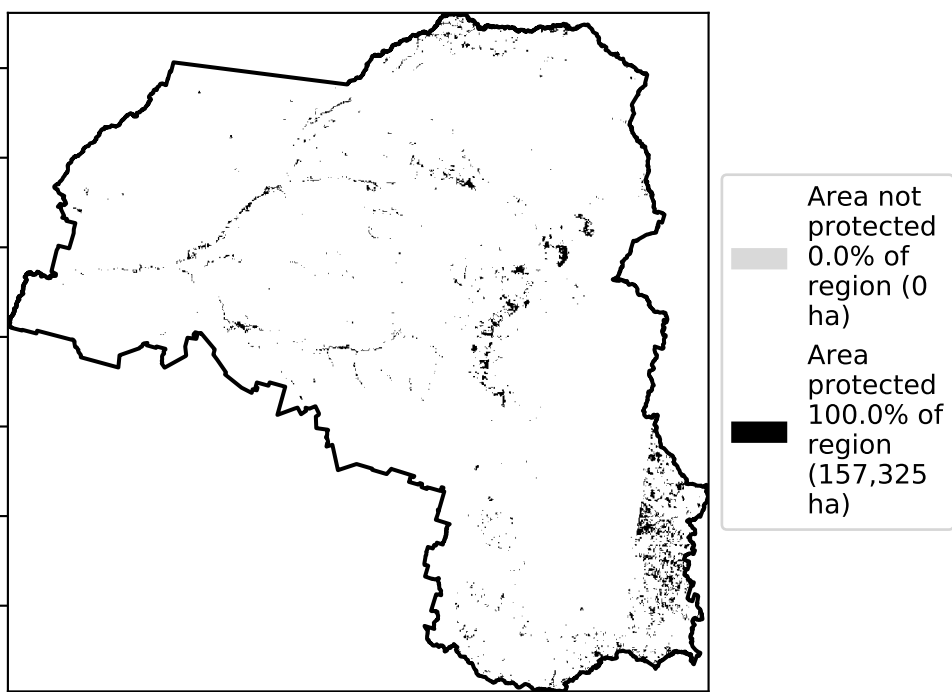 Area not
protected
0.0% of
region (0
ha)
Area
protected
100.0% of
region
(157,325
ha)